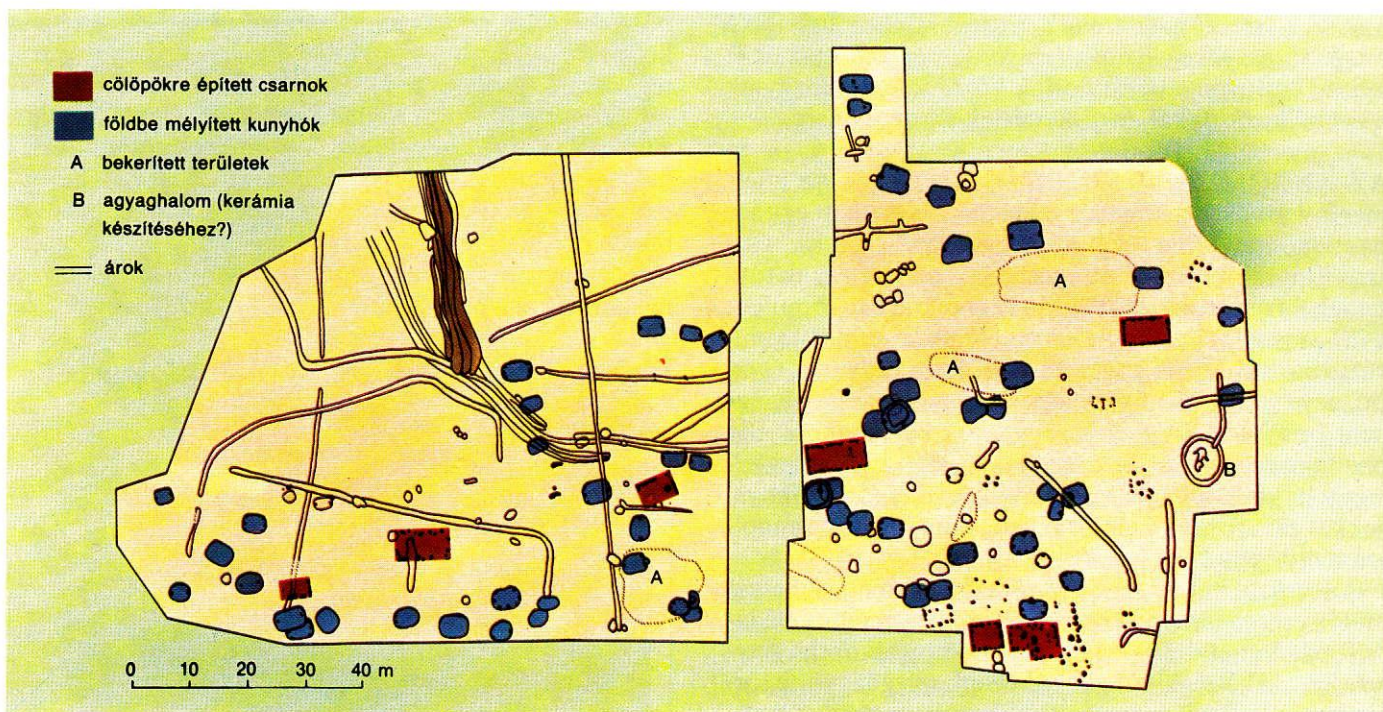 cölöpökre épített csarnok
földbe mélyített kunyhók
A bekerített területek
B agyaghalom (kerámia
készítéséhez?)
árok
A
A
A
B
0 10 20 30 40 m